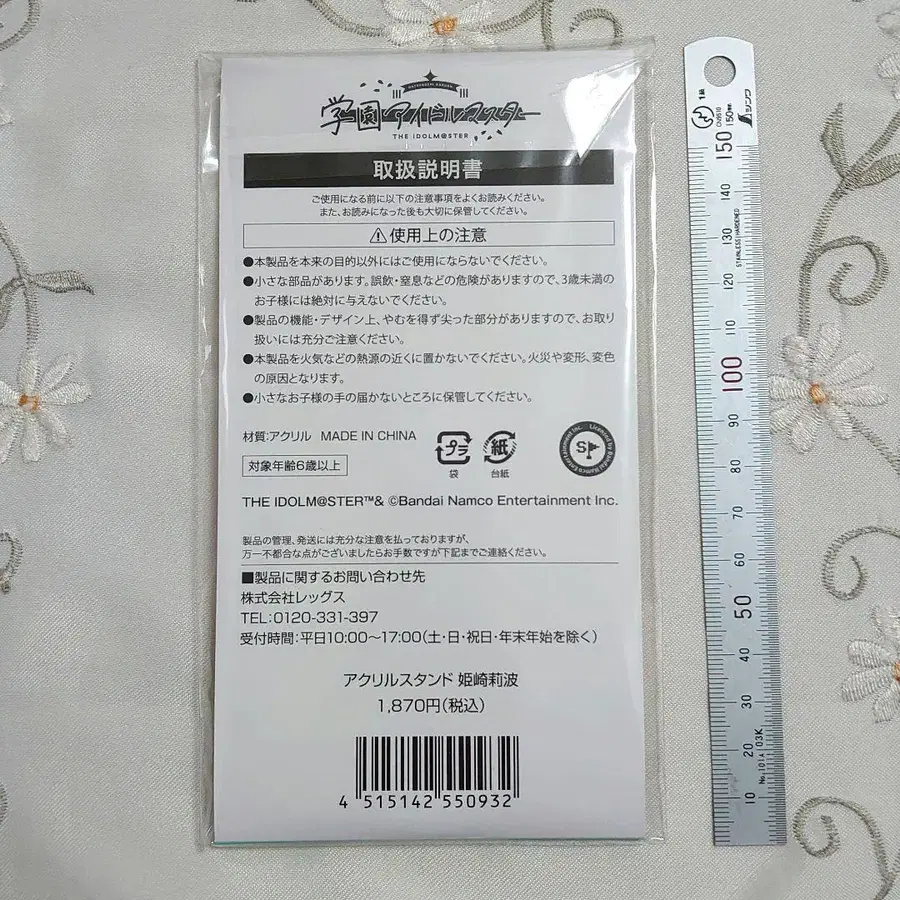 学園アイドルマスター
THE IDOLM@STER
取扱説明書
ご使用になる前に以下の注意事項をよくお読みください。
また、お読みになった後も大切に保管してください。
⚠使用上の注意
●本製品を本来の目的以外にはご使用にならないでください。
●小さな部品があります。誤飲・窒息などの危険がありますので、3歳未満の
お子様には絶対に与えないでください。
●製品の機能・デザイン上、やむを得ず尖った部分がありますので、お取り
扱いには充分ご注意ください。
●本製品を火気などの熱源の近くに置かないでください。火災や変形、変色
の原因となります。
●小さなお子様の手の届かないところに保管してください。
材質:アクリル MADE IN CHINA
プラ
袋
紙
台紙
Licensed by Bandai Namco Entertainment Inc.
対象年齢6歳以上
THE IDOLM@STER™& ©Bandai Namco Entertainment Inc.
製品の管理、発送には充分な注意を払っておりますが、
万一不都合な点がございましたらお手数ですが下記までご連絡ください。
■製品に関するお問い合わせ先
株式会社レッグス
TEL:0120-331-397
受付時間:平日10:00～17:00(土・日・祝日・年末年始を除く)
アクリルスタンド 姫崎莉波
1,870円(税込)
4 515142 550932
シンワ
150㎜
150
140
130
STAINLESS HARDENED
120
110
100
90
80
70
60
50
40
30
20
10
No.101A 03K